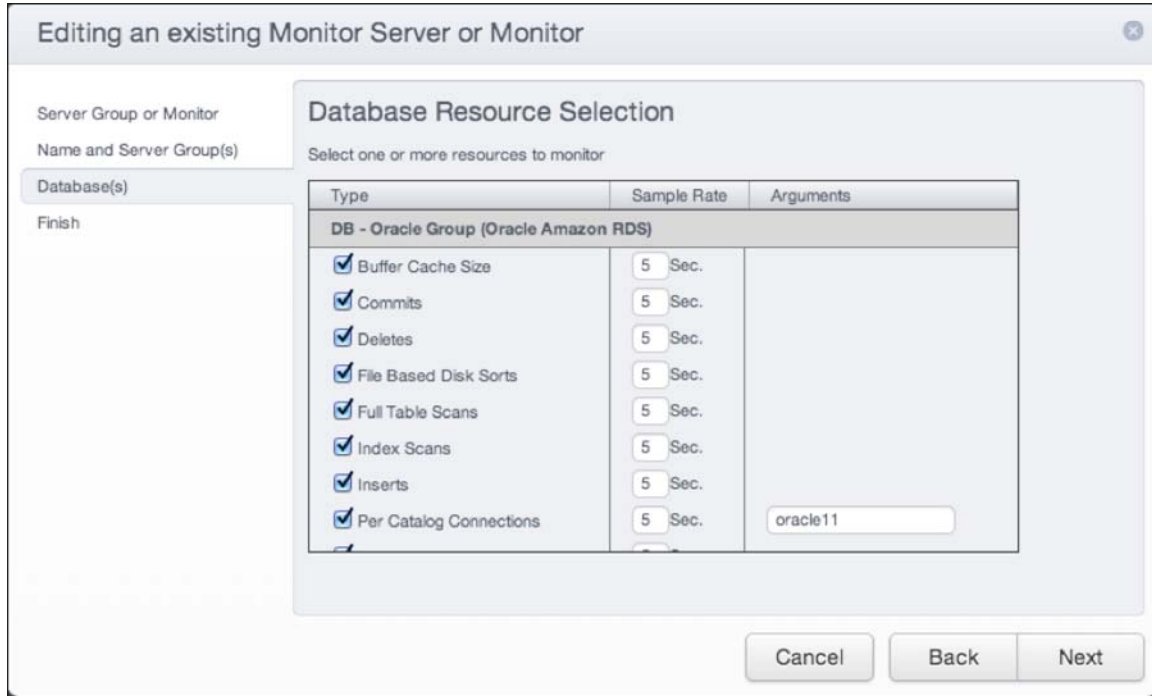 Editing an existing Monitor Server or Monitor
Server Group or Monitor
Name and Server Group(s)
Database(s)
Finish
Database Resource Selection
Select one or more resources to monitor
Type Sample Rate Arguments
DB - Oracle Group (Oracle Amazon RDS)
Buffer Cache Size 5 Sec.
Commits 5 Sec.
Deletes 5 Sec.
File Based Disk Sorts 5 Sec.
Full Table Scans 5 Sec.
Index Scans 5 Sec.
Inserts 5 Sec.
Per Catalog Connections 5 Sec. oracle11
Cancel Back Next